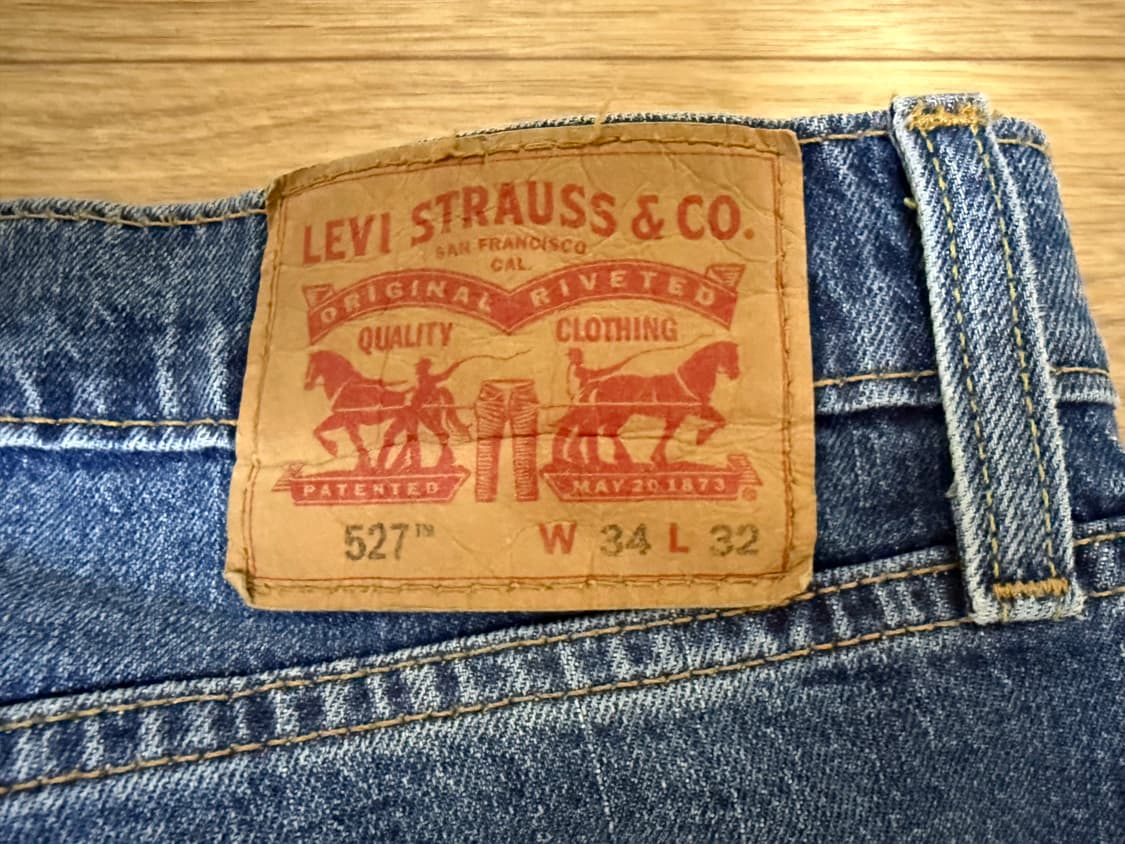 LEVI STRAUSS & CO.
SAN FRANCISCO
CAL.
ORIGINAL RIVETED
QUALITY CLOTHING
PATENTED MAY 20 1873 ®
527™ W 34 L 32